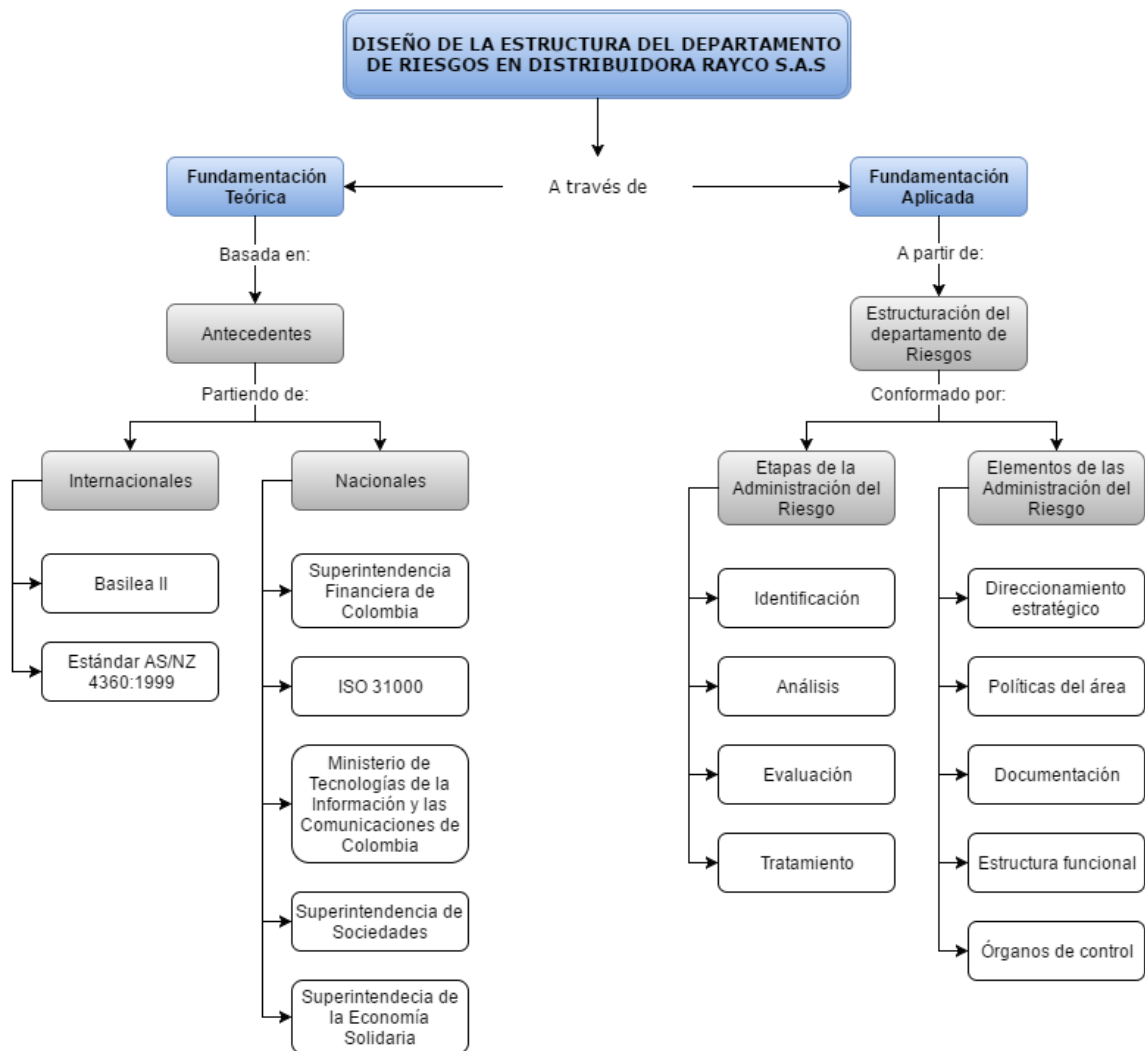 DISEÑO DE LA ESTRUCTURA DEL DEPARTAMENTO
DE RIESGOS EN DISTRIBUIDORA RAYCO S.A.S
A través de
Fundamentación
Teórica
Basada en:
Antecedentes
Partiendo de:
Internacionales
Basilea II
Estándar AS/NZ
4360:1999
Nacionales
Superintendencia
Financiera de
Colombia
ISO 31000
Ministerio de
Tecnologías de la
Información y las
Comunicaciones de
Colombia
Superintendencia de
Sociedades
Superintendecia de
la Economía
Solidaria
Fundamentación
Aplicada
A partir de:
Estructuración del
departamento de
Riesgos
Conformado por:
Etapas de la
Administración del
Riesgo
Identificación
Análisis
Evaluación
Tratamiento
Elementos de las
Administración del
Riesgo
Direccionamiento
estratégico
Políticas del área
Documentación
Estructura funcional
Órganos de control